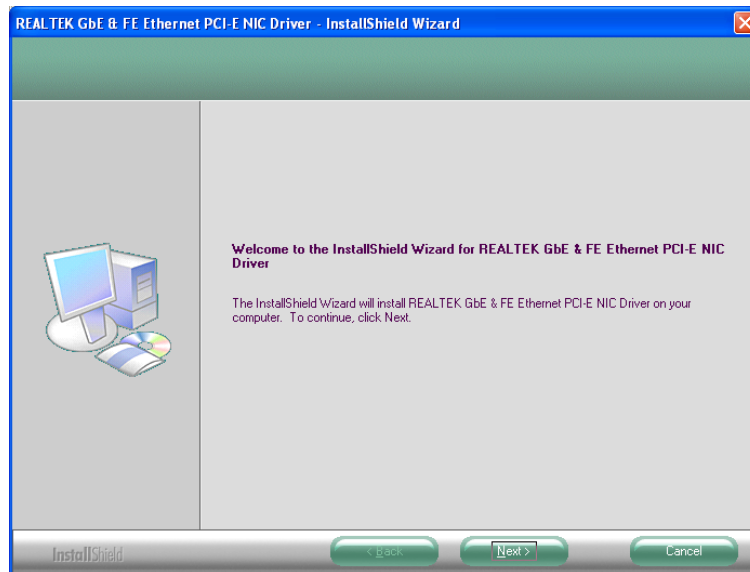 REALTEK GbE & FE Ethernet PCI-E NIC Driver - InstallShield Wizard
Welcome to the InstallShield Wizard for REALTEK GbE & FE Ethernet PCI-E NIC
Driver
The InstallShield Wizard will install REALTEK GbE & FE Ethernet PCI-E NIC Driver on your
computer. To continue, click Next.
InstallShield
< Back
Next >
Cancel